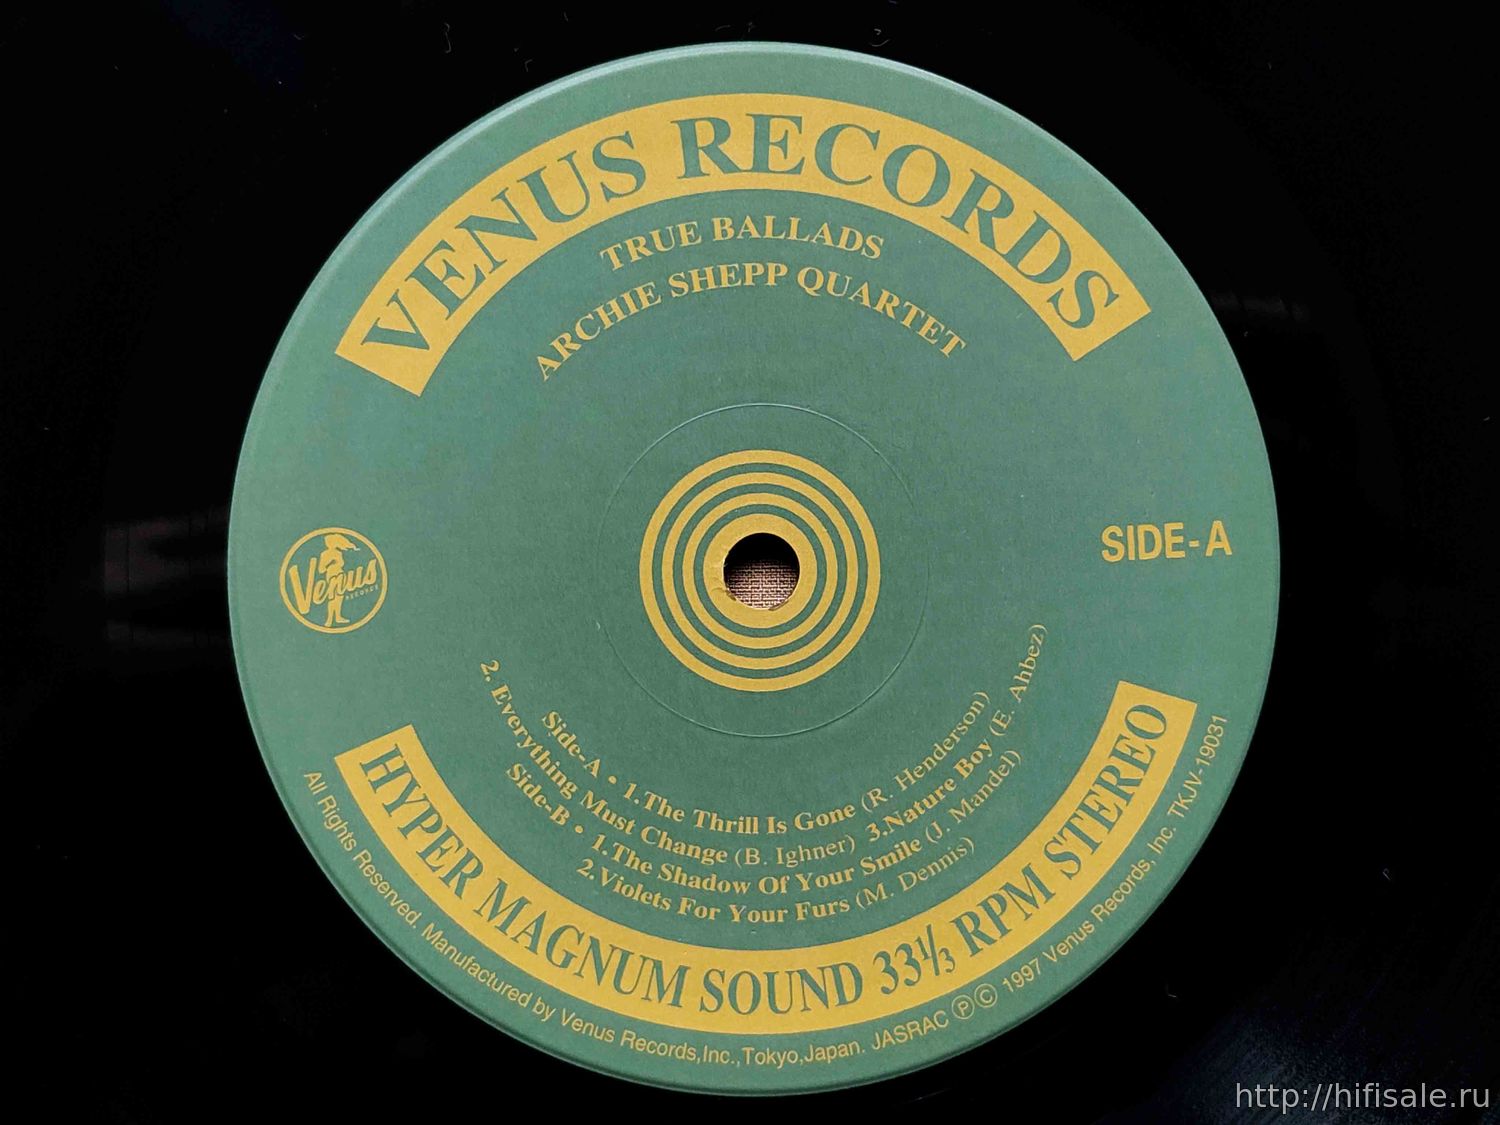 VENUS RECORDS
TRUE BALLADS
ARCHIE SHEPP QUARTET
Venus
RECORDS
SIDE-A
Side-A • 1.The Thrill Is Gone (R. Henderson)
2. Everything Must Change (B. Ighner) 3.Nature Boy (E. Ahbez)
Side-B • 1.The Shadow Of Your Smile (J. Mandel)
2.Violets For Your Furs (M. Dennis)
HYPER MAGNUM SOUND 33⅓ RPM STEREO
All Rights Reserved. Manufactured by Venus Records,Inc.,Tokyo,Japan. JASRAC Ⓟ Ⓒ 1997 Venus Records, Inc. TKJV-19031
http://hifisale.ru